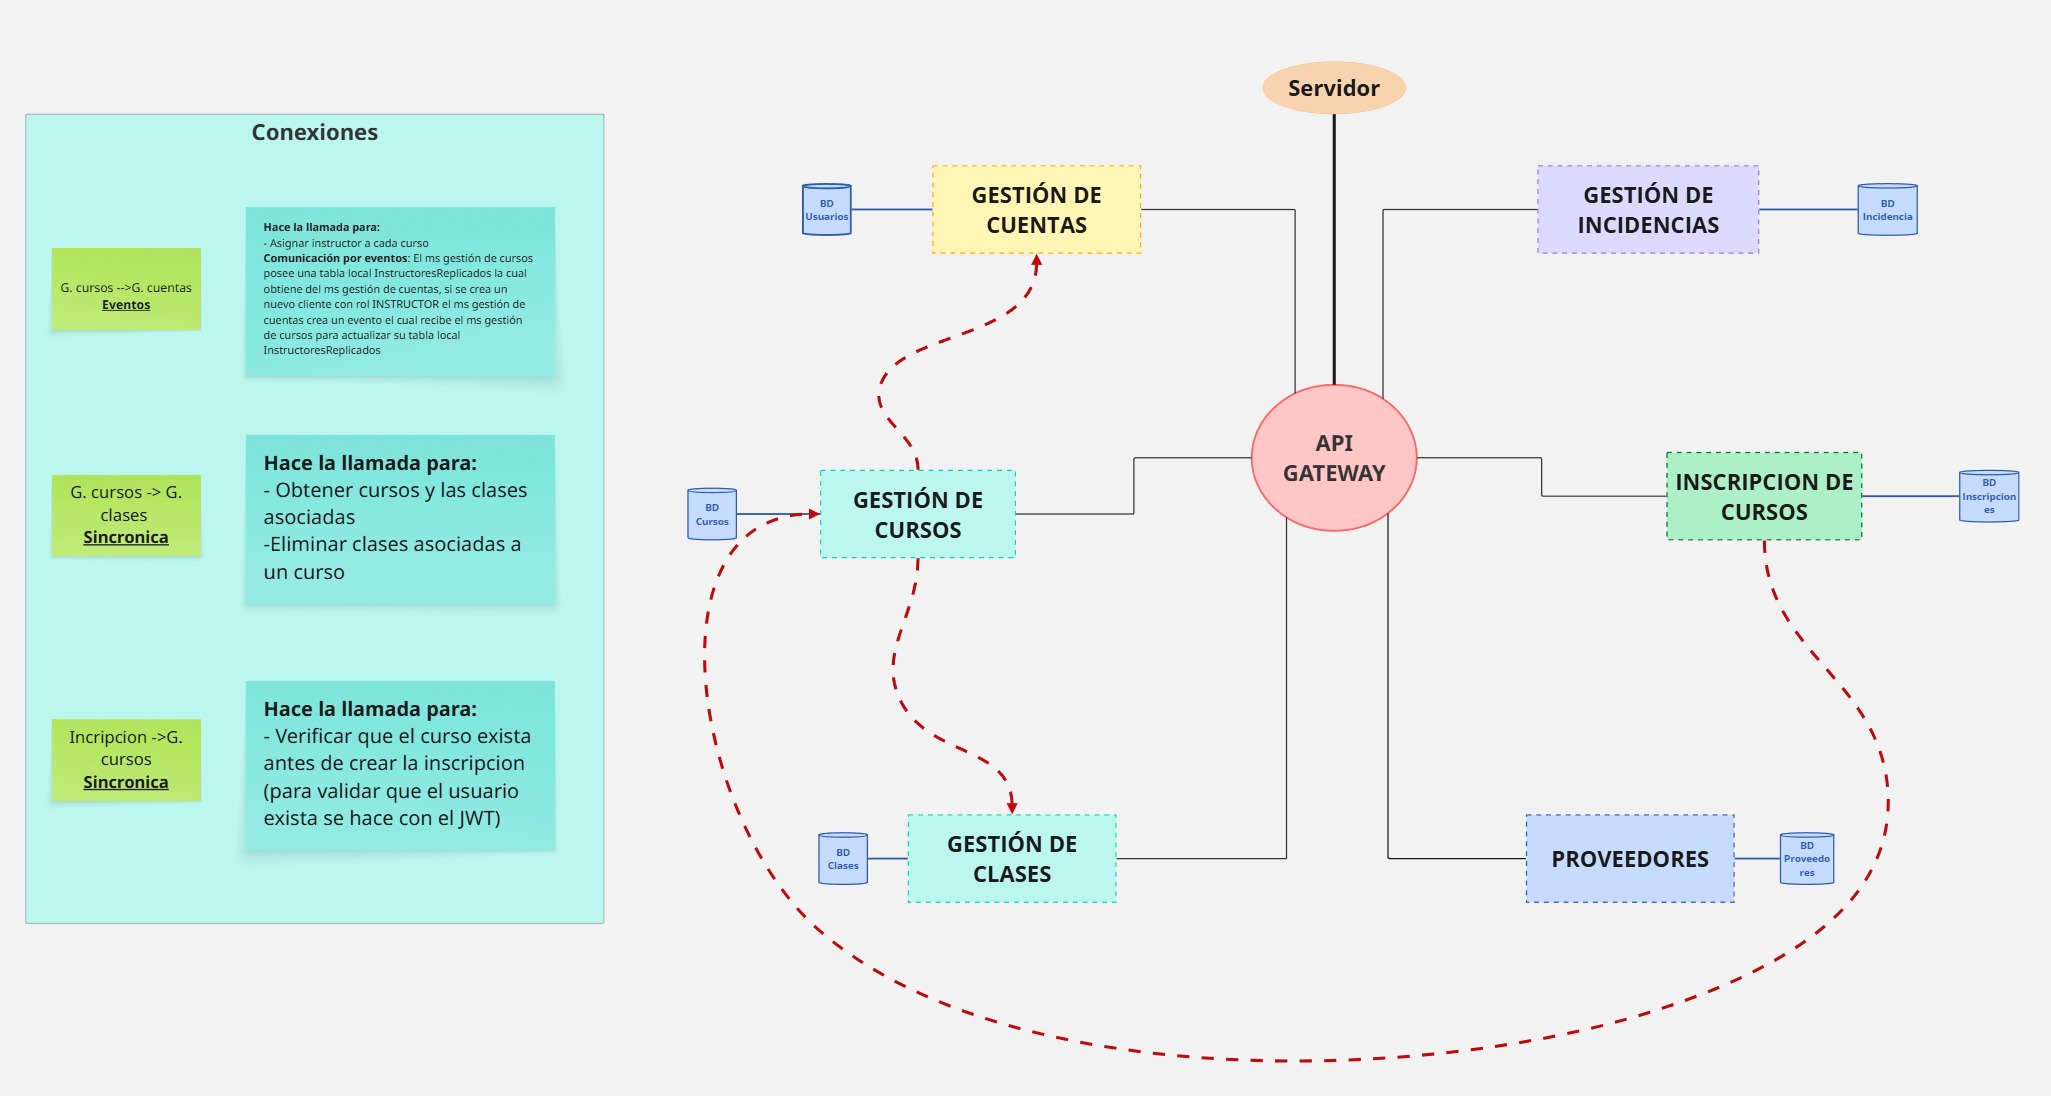 Conexiones
G. cursos -->G. cuentas
Eventos
Hace la llamada para:
- Asignar instructor a cada curso
Comunicación por eventos: El ms gestión de cursos
posee una tabla local InstructoresReplicados la cual
obtiene del ms gestión de cuentas, si se crea un
nuevo cliente con rol INSTRUCTOR el ms gestión de
cuentas crea un evento el cual recibe el ms gestión
de cursos para actualizar su tabla local
InstructoresReplicados
G. cursos -> G.
clases
Sincronica
Hace la llamada para:
- Obtener cursos y las clases
asociadas
-Eliminar clases asociadas a
un curso
Incripcion ->G.
cursos
Sincronica
Hace la llamada para:
- Verificar que el curso exista
antes de crear la inscripcion
(para validar que el usuario
exista se hace con el JWT)
Servidor
BD
Usuarios
GESTIÓN DE
CUENTAS
GESTIÓN DE
INCIDENCIAS
BD
Incidencia
API
GATEWAY
BD
Cursos
GESTIÓN DE
CURSOS
INSCRIPCION DE
CURSOS
BD
Inscripcion
es
BD
Clases
GESTIÓN DE
CLASES
PROVEEDORES
BD
Proveedo
res